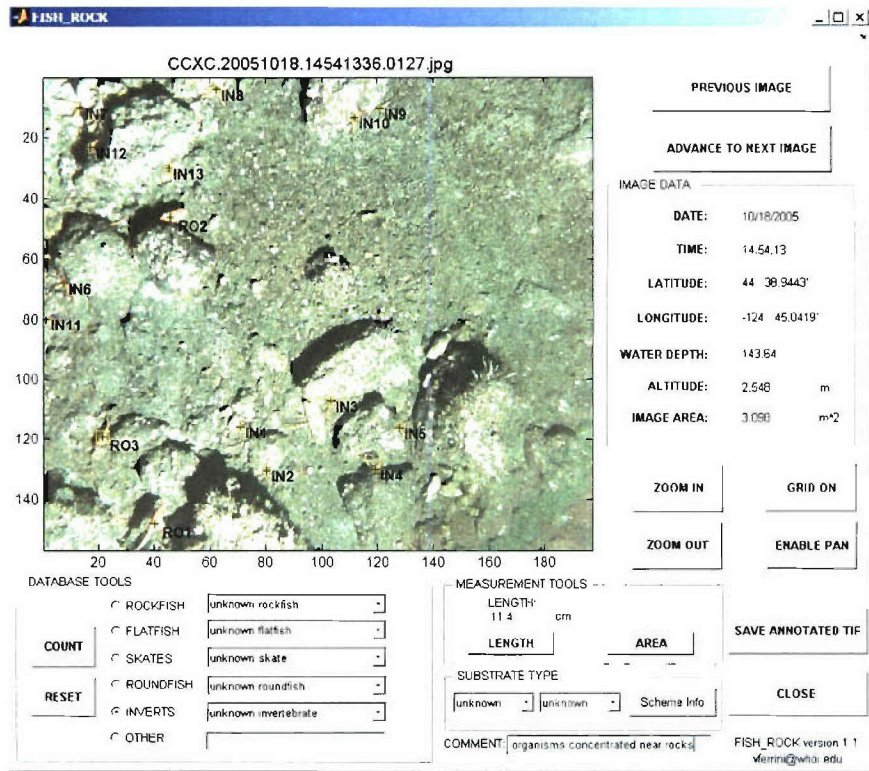 FISH_ROCK
CCXC.20051018.14541336.0127.jpg
PREVIOUS IMAGE
ADVANCE TO NEXT IMAGE
IN8
IN7
IN9
IN10
IN12
IN13
RO2
IN6
IN11
IN3
IN1
IN5
RO3
IN2
IN4
RO1
20
40
60
80
100
120
140
20 40 60 80 100 120 140 160 180
IMAGE DATA
DATE: 10/18/2005
TIME: 14.54.13
LATITUDE: 44 38.9443'
LONGITUDE: -124 45.0419'
WATER DEPTH: 143.64
ALTITUDE: 2.548 m
IMAGE AREA: 3.098 m^2
ZOOM IN GRID ON
ZOOM OUT ENABLE PAN
DATABASE TOOLS
COUNT
RESET
ROCKFISH unknown rockfish
FLATFISH unknown flatfish
SKATES unknown skate
ROUNDFISH unknown roundfish
INVERTS unknown invertebrate
OTHER
MEASUREMENT TOOLS
LENGTH:
11.4 cm
LENGTH AREA
SUBSTRATE TYPE
unknown unknown Scheme Info
COMMENT: organisms concentrated near rocks
SAVE ANNOTATED TIF
CLOSE
FISH_ROCK version 1.1
vferrini@whoi.edu